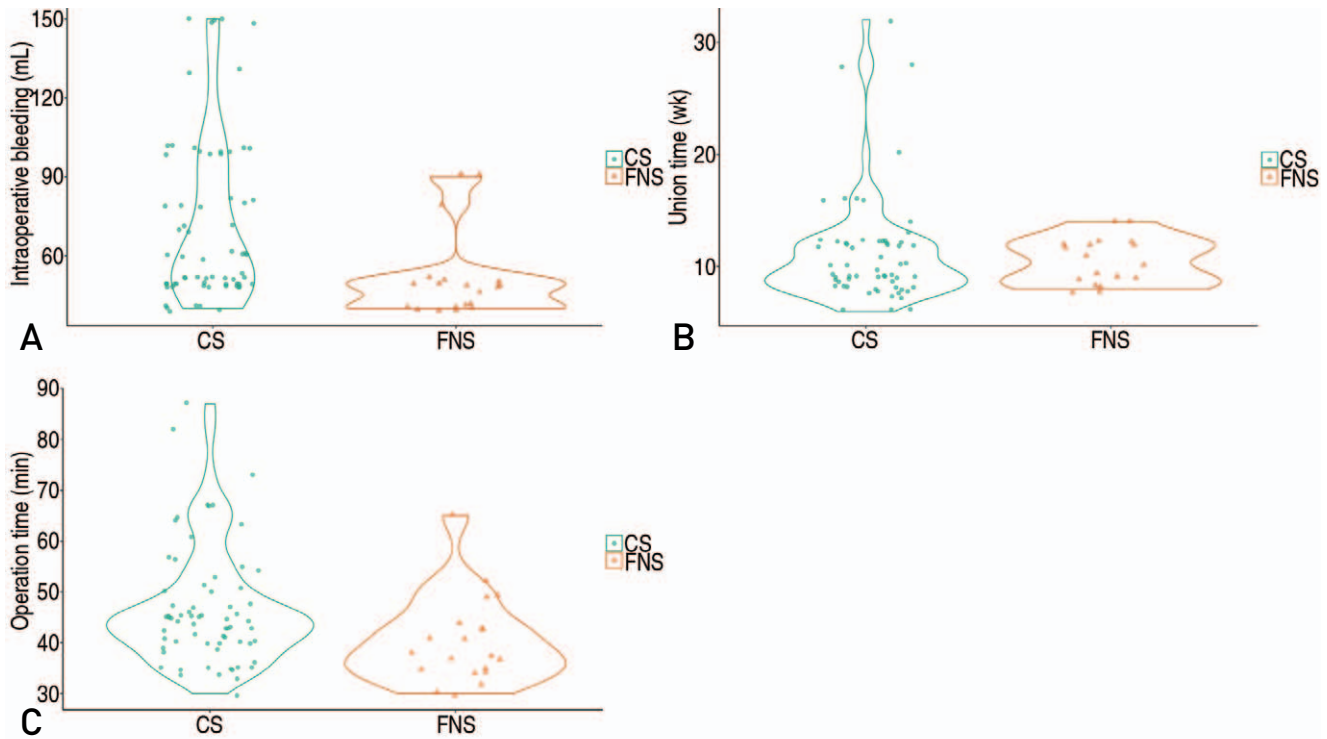 Intraoperative bleeding (mL)
150
120
90
60
CS
FNS
CS
FNS
A
Union time (wk)
30
20
10
CS
FNS
CS
FNS
B
Operation time (min)
90
80
70
60
50
40
30
CS
FNS
CS
FNS
C